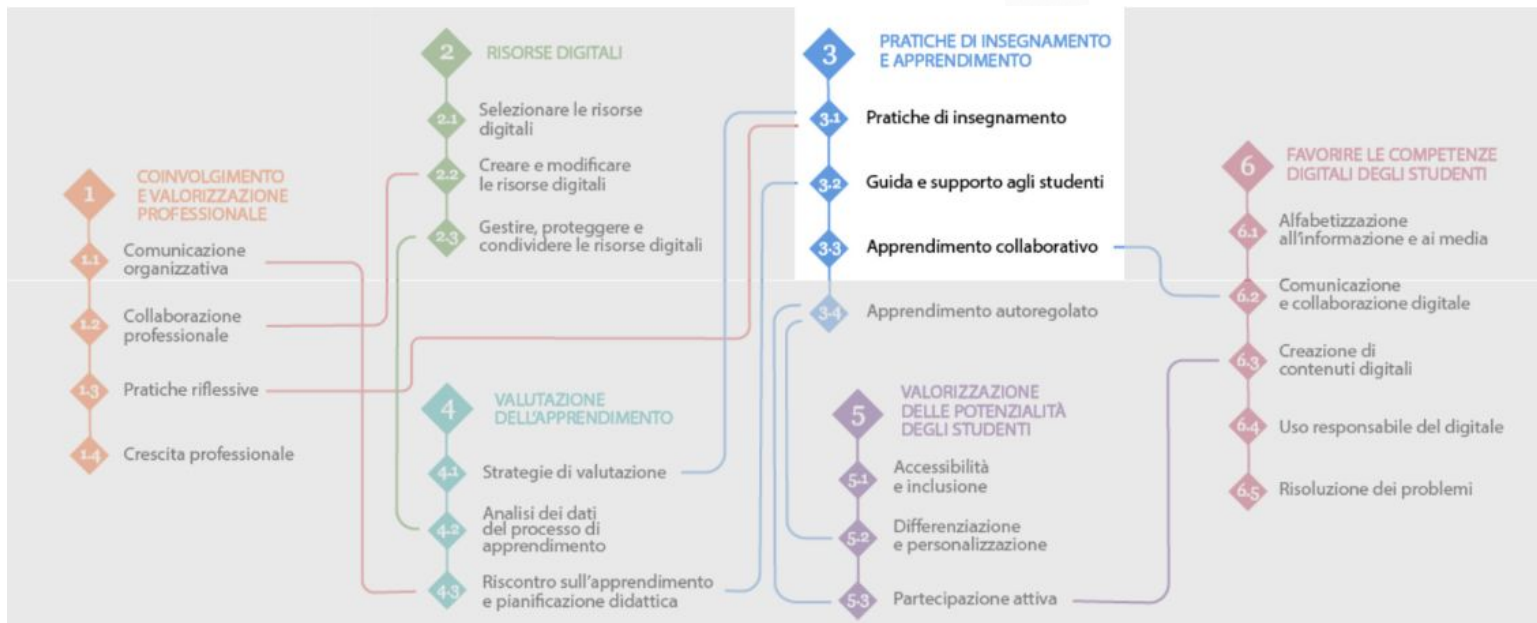 1
COINVOLGIMENTO
E VALORIZZAZIONE
PROFESSIONALE
1.1
Comunicazione
organizzativa
1.2
Collaborazione
professionale
1.3
Pratiche riflessive
1.4
Crescita professionale
2
RISORSE DIGITALI
2.1
Selezionare le risorse
digitali
2.2
Creare e modificare
le risorse digitali
2.3
Gestire, proteggere e
condividere le risorse digitali
3
PRATICHE DI INSEGNAMENTO
E APPRENDIMENTO
3.1
Pratiche di insegnamento
3.2
Guida e supporto agli studenti
3.3
Apprendimento collaborativo
3.4
Apprendimento autoregolato
4
VALUTAZIONE
DELL'APPRENDIMENTO
4.1
Strategie di valutazione
4.2
Analisi dei dati
del processo di
apprendimento
4.3
Riscontro sull'apprendimento
e pianificazione didattica
5
VALORIZZAZIONE
DELLE POTENZIALITÀ
DEGLI STUDENTI
5.1
Accessibilità
e inclusione
5.2
Differenziazione
e personalizzazione
5.3
Partecipazione attiva
6
FAVORIRE LE COMPETENZE
DIGITALI DEGLI STUDENTI
6.1
Alfabetizzazione
all'informazione e ai media
6.2
Comunicazione
e collaborazione digitale
6.3
Creazione di
contenuti digitali
6.4
Uso responsabile del digitale
6.5
Risoluzione dei problemi